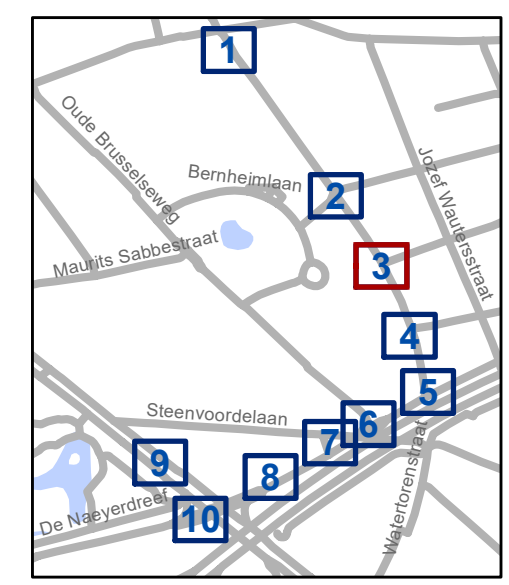 1
Oude Brusselseweg
Bernheimlaan
2
Jozef Wautersstraat
Maurits Sabbestraat
3
4
5
Steenvoordelaan
6
7
Watertorenstraat
9
8
De Naeyerdreef
10